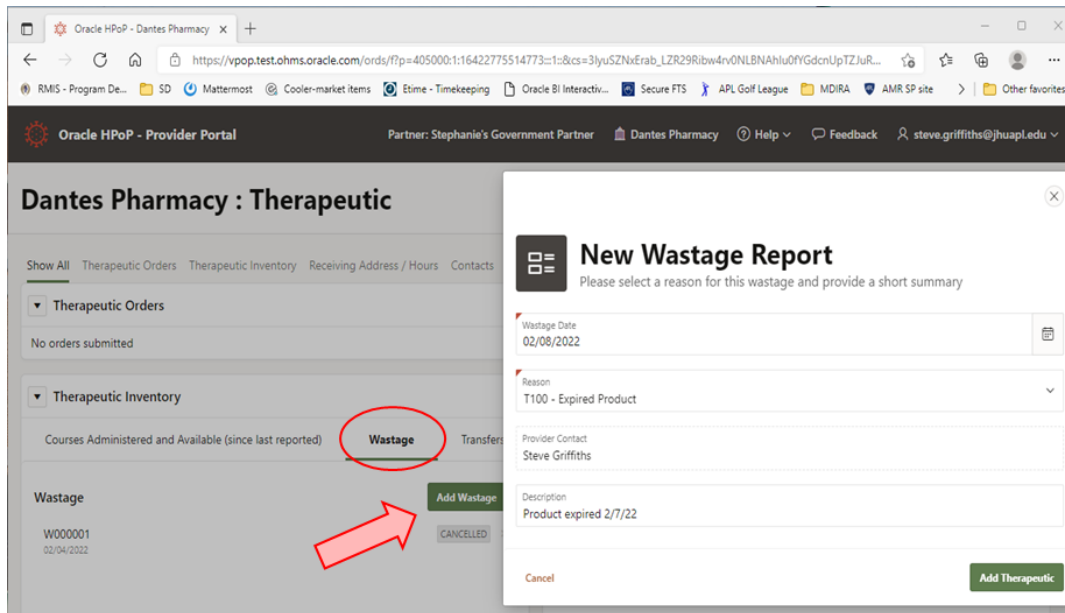 Oracle HPoP - Dantes Pharmacy
https://vpop.test.ohms.oracle.com/ords/f?p=405000:1:16422775514773:::1::&cs=3lyuSZNxErab_LZR29Ribw4rv0NLBNAhlu0fYGdcnUpTZJuR...
RMIS - Program De... SD Mattermost Cooler-market items Etime - Timekeeping Oracle BI Interactiv... Secure FTS APL Golf League MDIRA AMR SP site Other favorites
Oracle HPoP - Provider Portal Partner: Stephanie's Government Partner Dantes Pharmacy Help Feedback steve.griffiths@jhuapl.edu
Dantes Pharmacy : Therapeutic
Show All Therapeutic Orders Therapeutic Inventory Receiving Address / Hours Contacts
Therapeutic Orders
No orders submitted
Therapeutic Inventory
Courses Administered and Available (since last reported) Wastage Transfers
Wastage Add Wastage
W000001 CANCELLED
02/04/2022
New Wastage Report
Please select a reason for this wastage and provide a short summary
Wastage Date
02/08/2022
Reason
T100 - Expired Product
Provider Contact
Steve Griffiths
Description
Product expired 2/7/22
Cancel Add Therapeutic